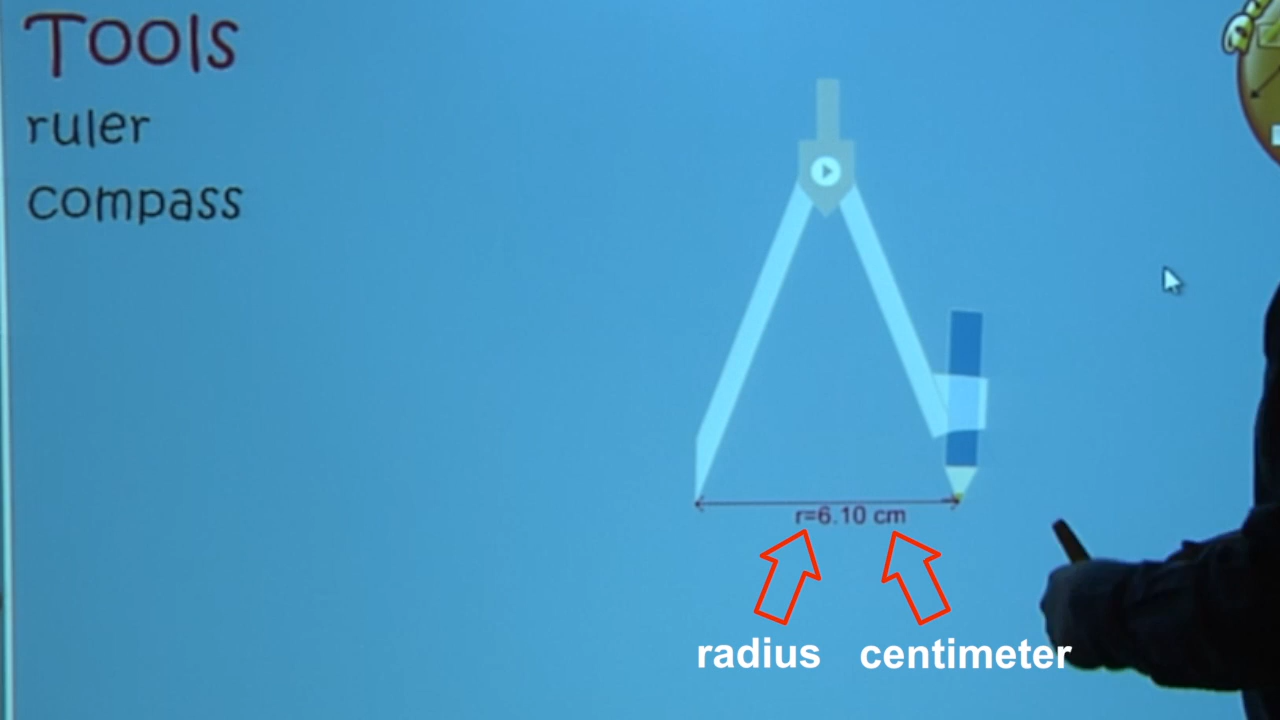 Tools
ruler
compass
r=6.10 cm
radius centimeter